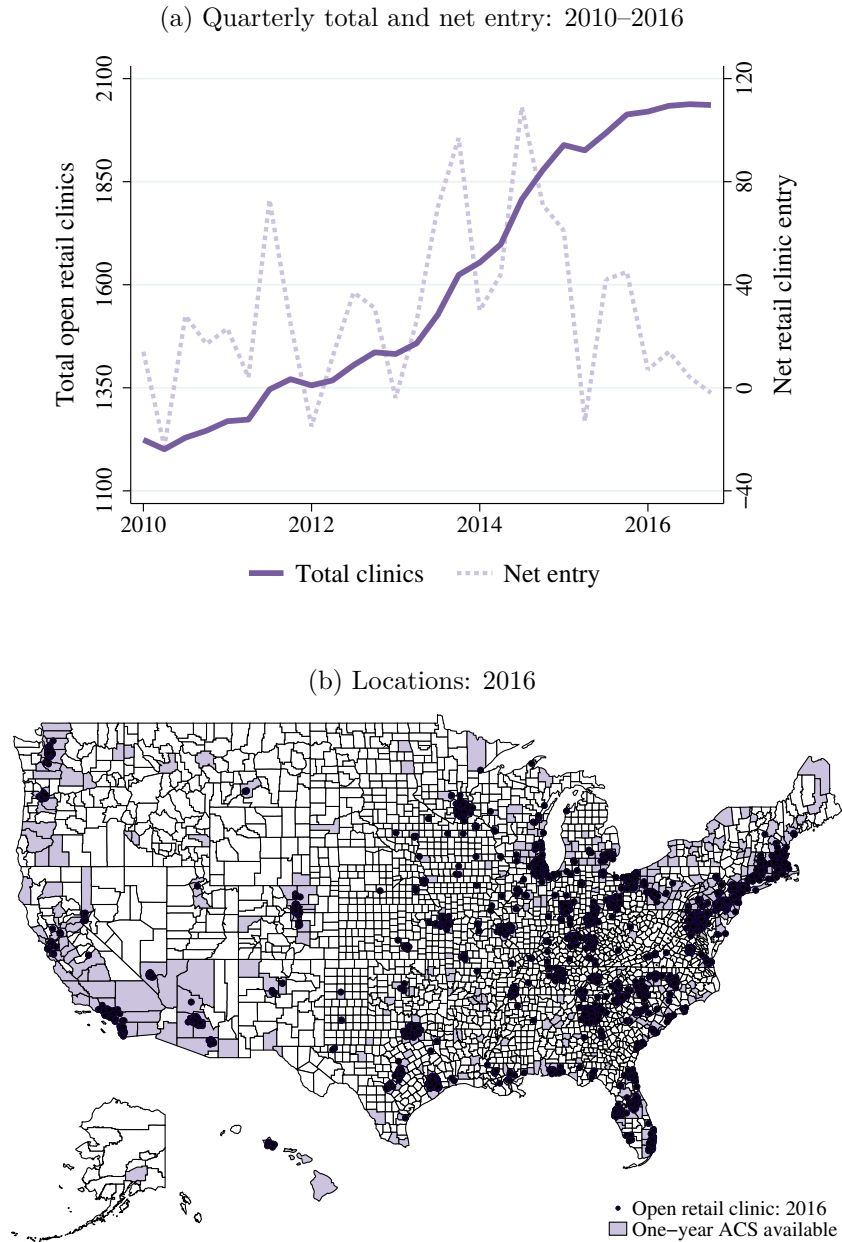 (a) Quarterly total and net entry: 2010–2016
Total open retail clinics
2100
1850
1600
1350
1100
120
80
40
0
−40
Net retail clinic entry
2010
2012
2014
2016
Total clinics
Net entry
(b) Locations: 2016
Open retail clinic: 2016
One−year ACS available